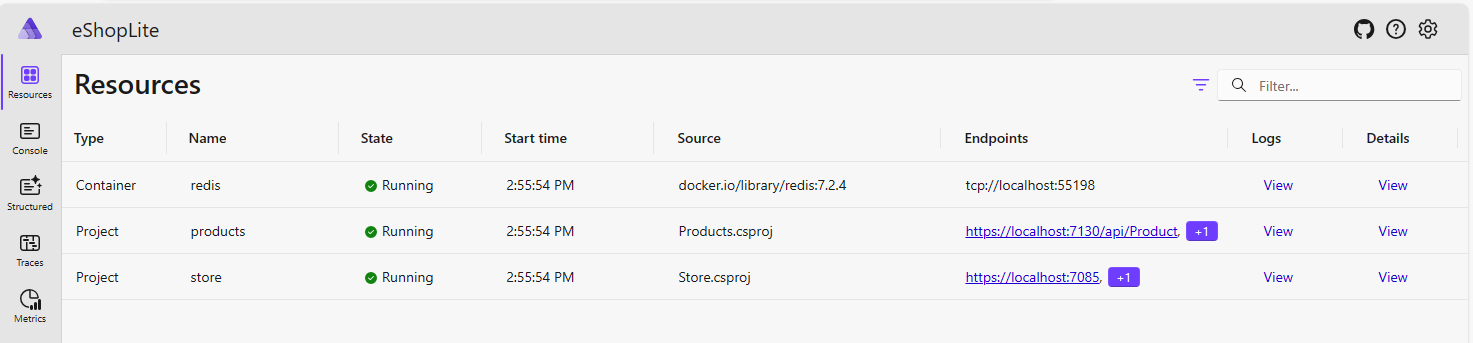 eShopLite
Resources
Resources
Filter...
Console
Structured
Traces
Metrics
Type Name State Start time Source Endpoints Logs Details
Container redis Running 2:55:54 PM docker.io/library/redis:7.2.4 tcp://localhost:55198 View View
Project products Running 2:55:54 PM Products.csproj https://localhost:7130/api/Product, +1 View View
Project store Running 2:55:54 PM Store.csproj https://localhost:7085, +1 View View